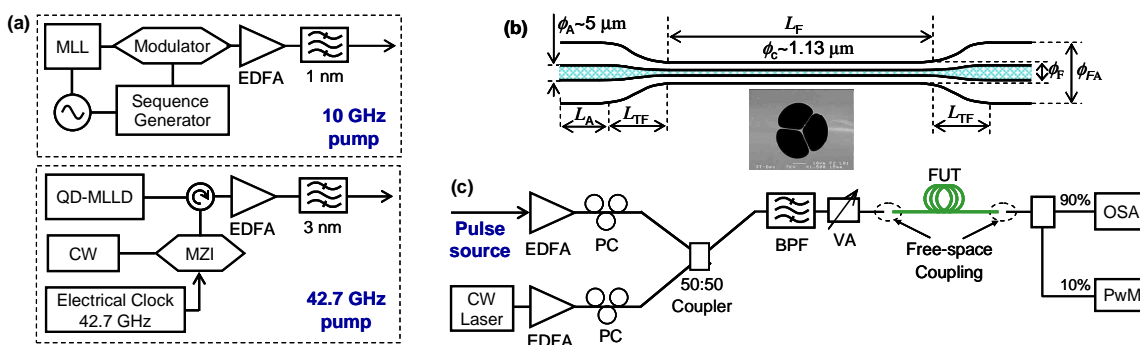 (a)
MLL
Modulator
EDFA
1 nm
Sequence
Generator
10 GHz
pump
QD-MLLD
EDFA
3 nm
CW
MZI
Electrical Clock
42.7 GHz
42.7 GHz
pump
(b)
ϕA~5 μm
LF
ϕc~1.13 μm
ϕF
ϕFA
LA
LTF
LTF
(c)
Pulse
source
EDFA
PC
CW
Laser
EDFA
PC
50:50
Coupler
BPF
VA
FUT
Free-space
Coupling
90%
OSA
10%
PwM